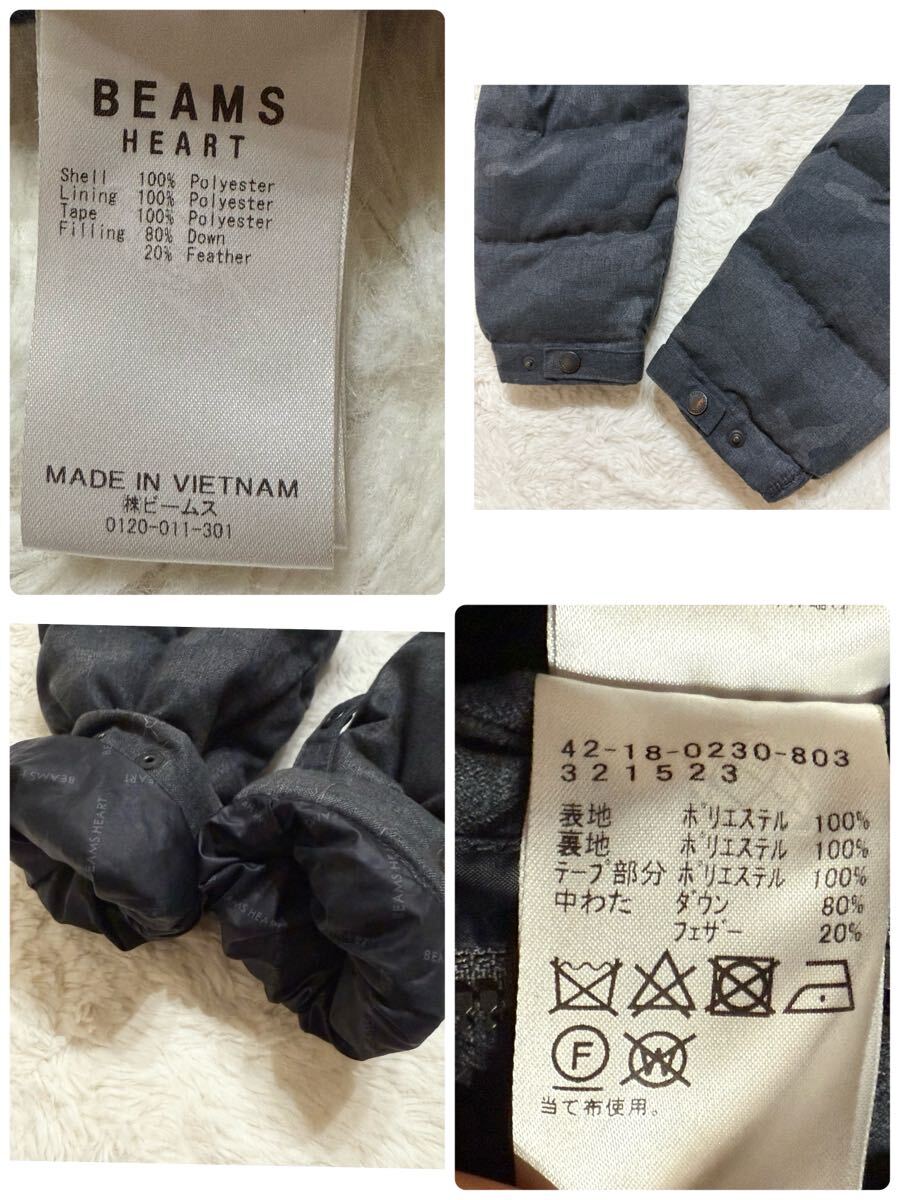 BEAMS
HEART
Shell 100% Polyester
Lining 100% Polyester
Tape 100% Polyester
Filling 80% Down
20% Feather
MADE IN VIETNAM
㈱ビームス
0120-011-301
BEAMS HEART
BEAMS HEART
BEAMS HEART
42-18-0230-803
321523
表地 ポリエステル 100%
裏地 ポリエステル 100%
テープ部分 ポリエステル 100%
中わた ダウン 80%
フェザー 20%
F W
当て布使用。